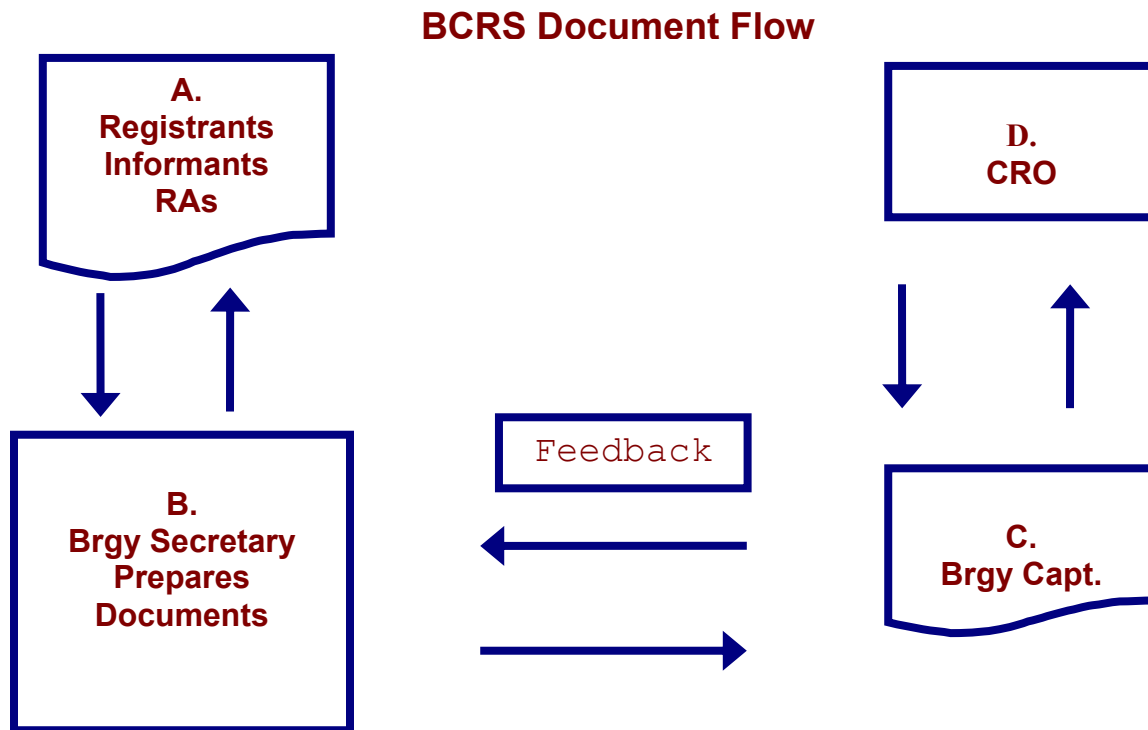 BCRS Document Flow
A.
Registrants
Informants
RAs
D.
CRO
Feedback
B.
Brgy Secretary
Prepares
Documents
C.
Brgy Capt.